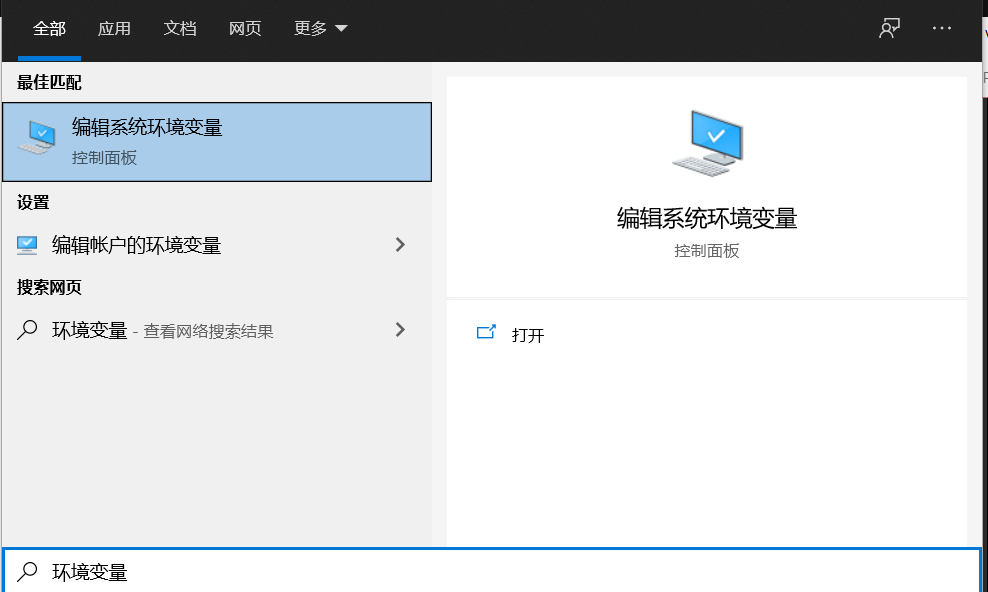 全部 应用 文档 网页 更多
最佳匹配
编辑系统环境变量
控制面板
设置
编辑帐户的环境变量
搜索网页
环境变量 - 查看网络搜索结果
编辑系统环境变量
控制面板
打开
环境变量